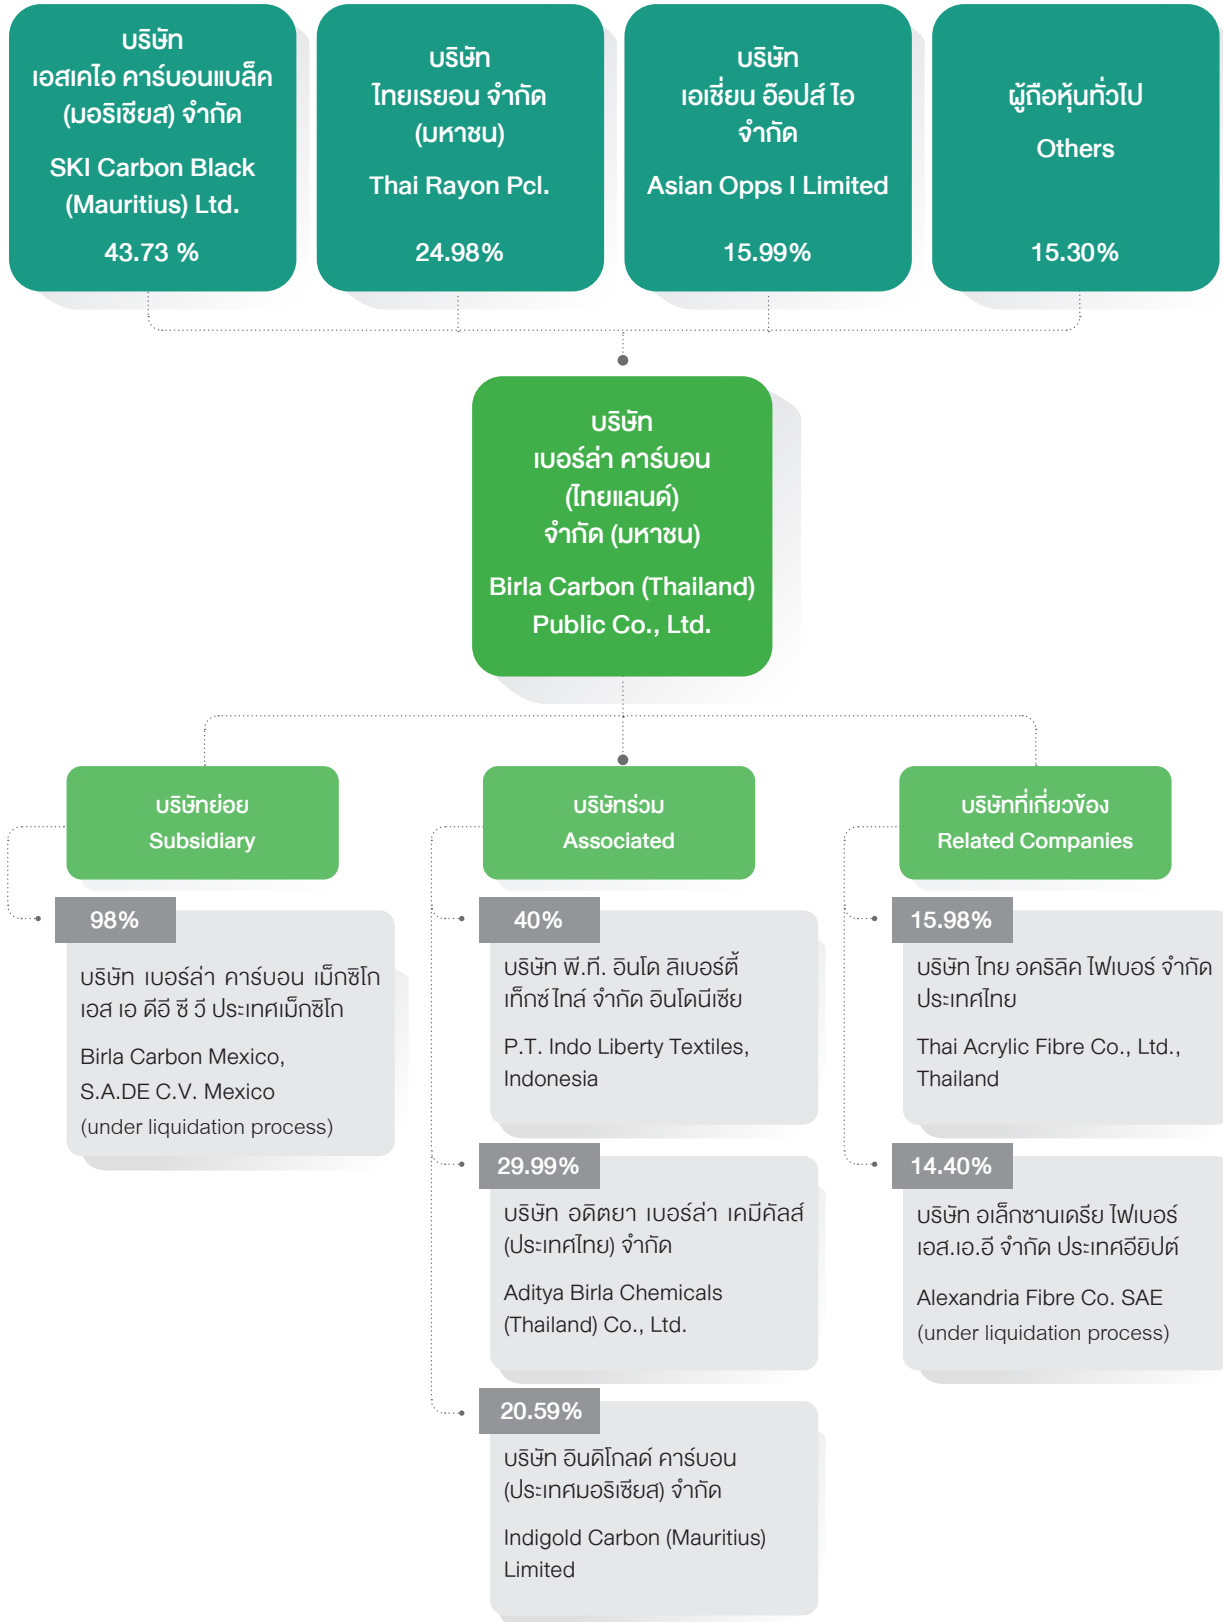 บริษัท
เอสเคไอ คาร์บอนแบล็ค
(มอริเชียส) จำกัด
SKI Carbon Black
(Mauritius) Ltd.
43.73 %
บริษัท
ไทยเรยอน จำกัด
(มหาชน)
Thai Rayon Pcl.
24.98%
บริษัท
เอเชี่ยน อ๊อปส์ ไอ
จำกัด
Asian Opps I Limited
15.99%
ผู้ถือหุ้นทั่วไป
Others
15.30%
บริษัท
เบอร์ล่า คาร์บอน
(ไทยแลนด์)
จำกัด (มหาชน)
Birla Carbon (Thailand)
Public Co., Ltd.
บริษัทย่อย
Subsidiary
98%
บริษัท เบอร์ล่า คาร์บอน เม็กซิโก
เอส เอ ดีอี ซี วี ประเทศเม็กซิโก
Birla Carbon Mexico,
S.A.DE C.V. Mexico
(under liquidation process)
บริษัทร่วม
Associated
40%
บริษัท พี.ที. อินโด ลิเบอร์ตี้
เท็กซ์ไทล์ จำกัด อินโดนีเซีย
P.T. Indo Liberty Textiles,
Indonesia
29.99%
บริษัท อดิตยา เบอร์ล่า เคมีคัลส์
(ประเทศไทย) จำกัด
Aditya Birla Chemicals
(Thailand) Co., Ltd.
20.59%
บริษัท อินดิโกลด์ คาร์บอน
(ประเทศมอริเซียส) จำกัด
Indigold Carbon (Mauritius)
Limited
บริษัทที่เกี่ยวข้อง
Related Companies
15.98%
บริษัท ไทย อคริลิค ไฟเบอร์ จำกัด
ประเทศไทย
Thai Acrylic Fibre Co., Ltd.,
Thailand
14.40%
บริษัท อเล็กซานเดรีย ไฟเบอร์
เอส.เอ.อี จำกัด ประเทศอียิปต์
Alexandria Fibre Co. SAE
(under liquidation process)